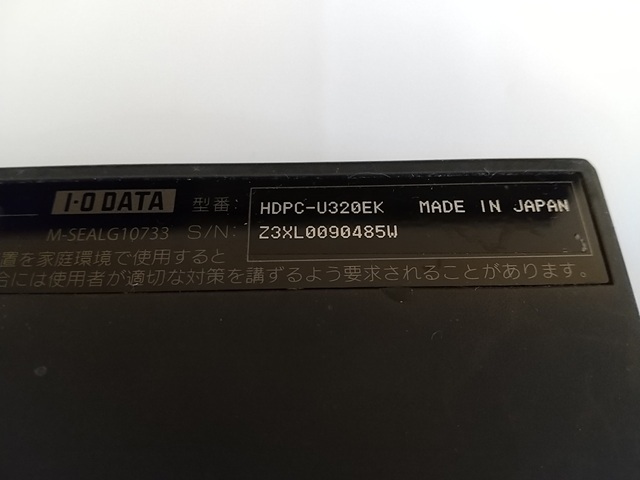 I-O DATA 型番: HDPC-U320EK MADE IN JAPAN
M-SEALG10733 S/N: Z3XL0090485W
置を家庭環境で使用すると
合には使用者が適切な対策を講ずるよう要求されることがあります。